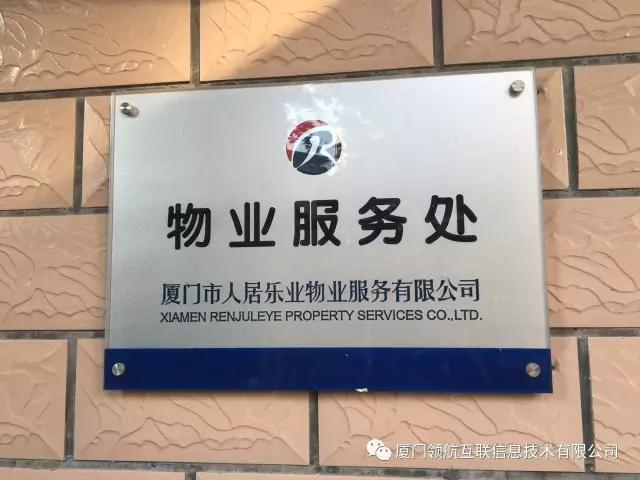 物业服务处
厦门市人居乐业物业服务有限公司
XIAMEN RENJULEYE PROPERTY SERVICES CO.,LTD.
厦门领航互联信息技术有限公司